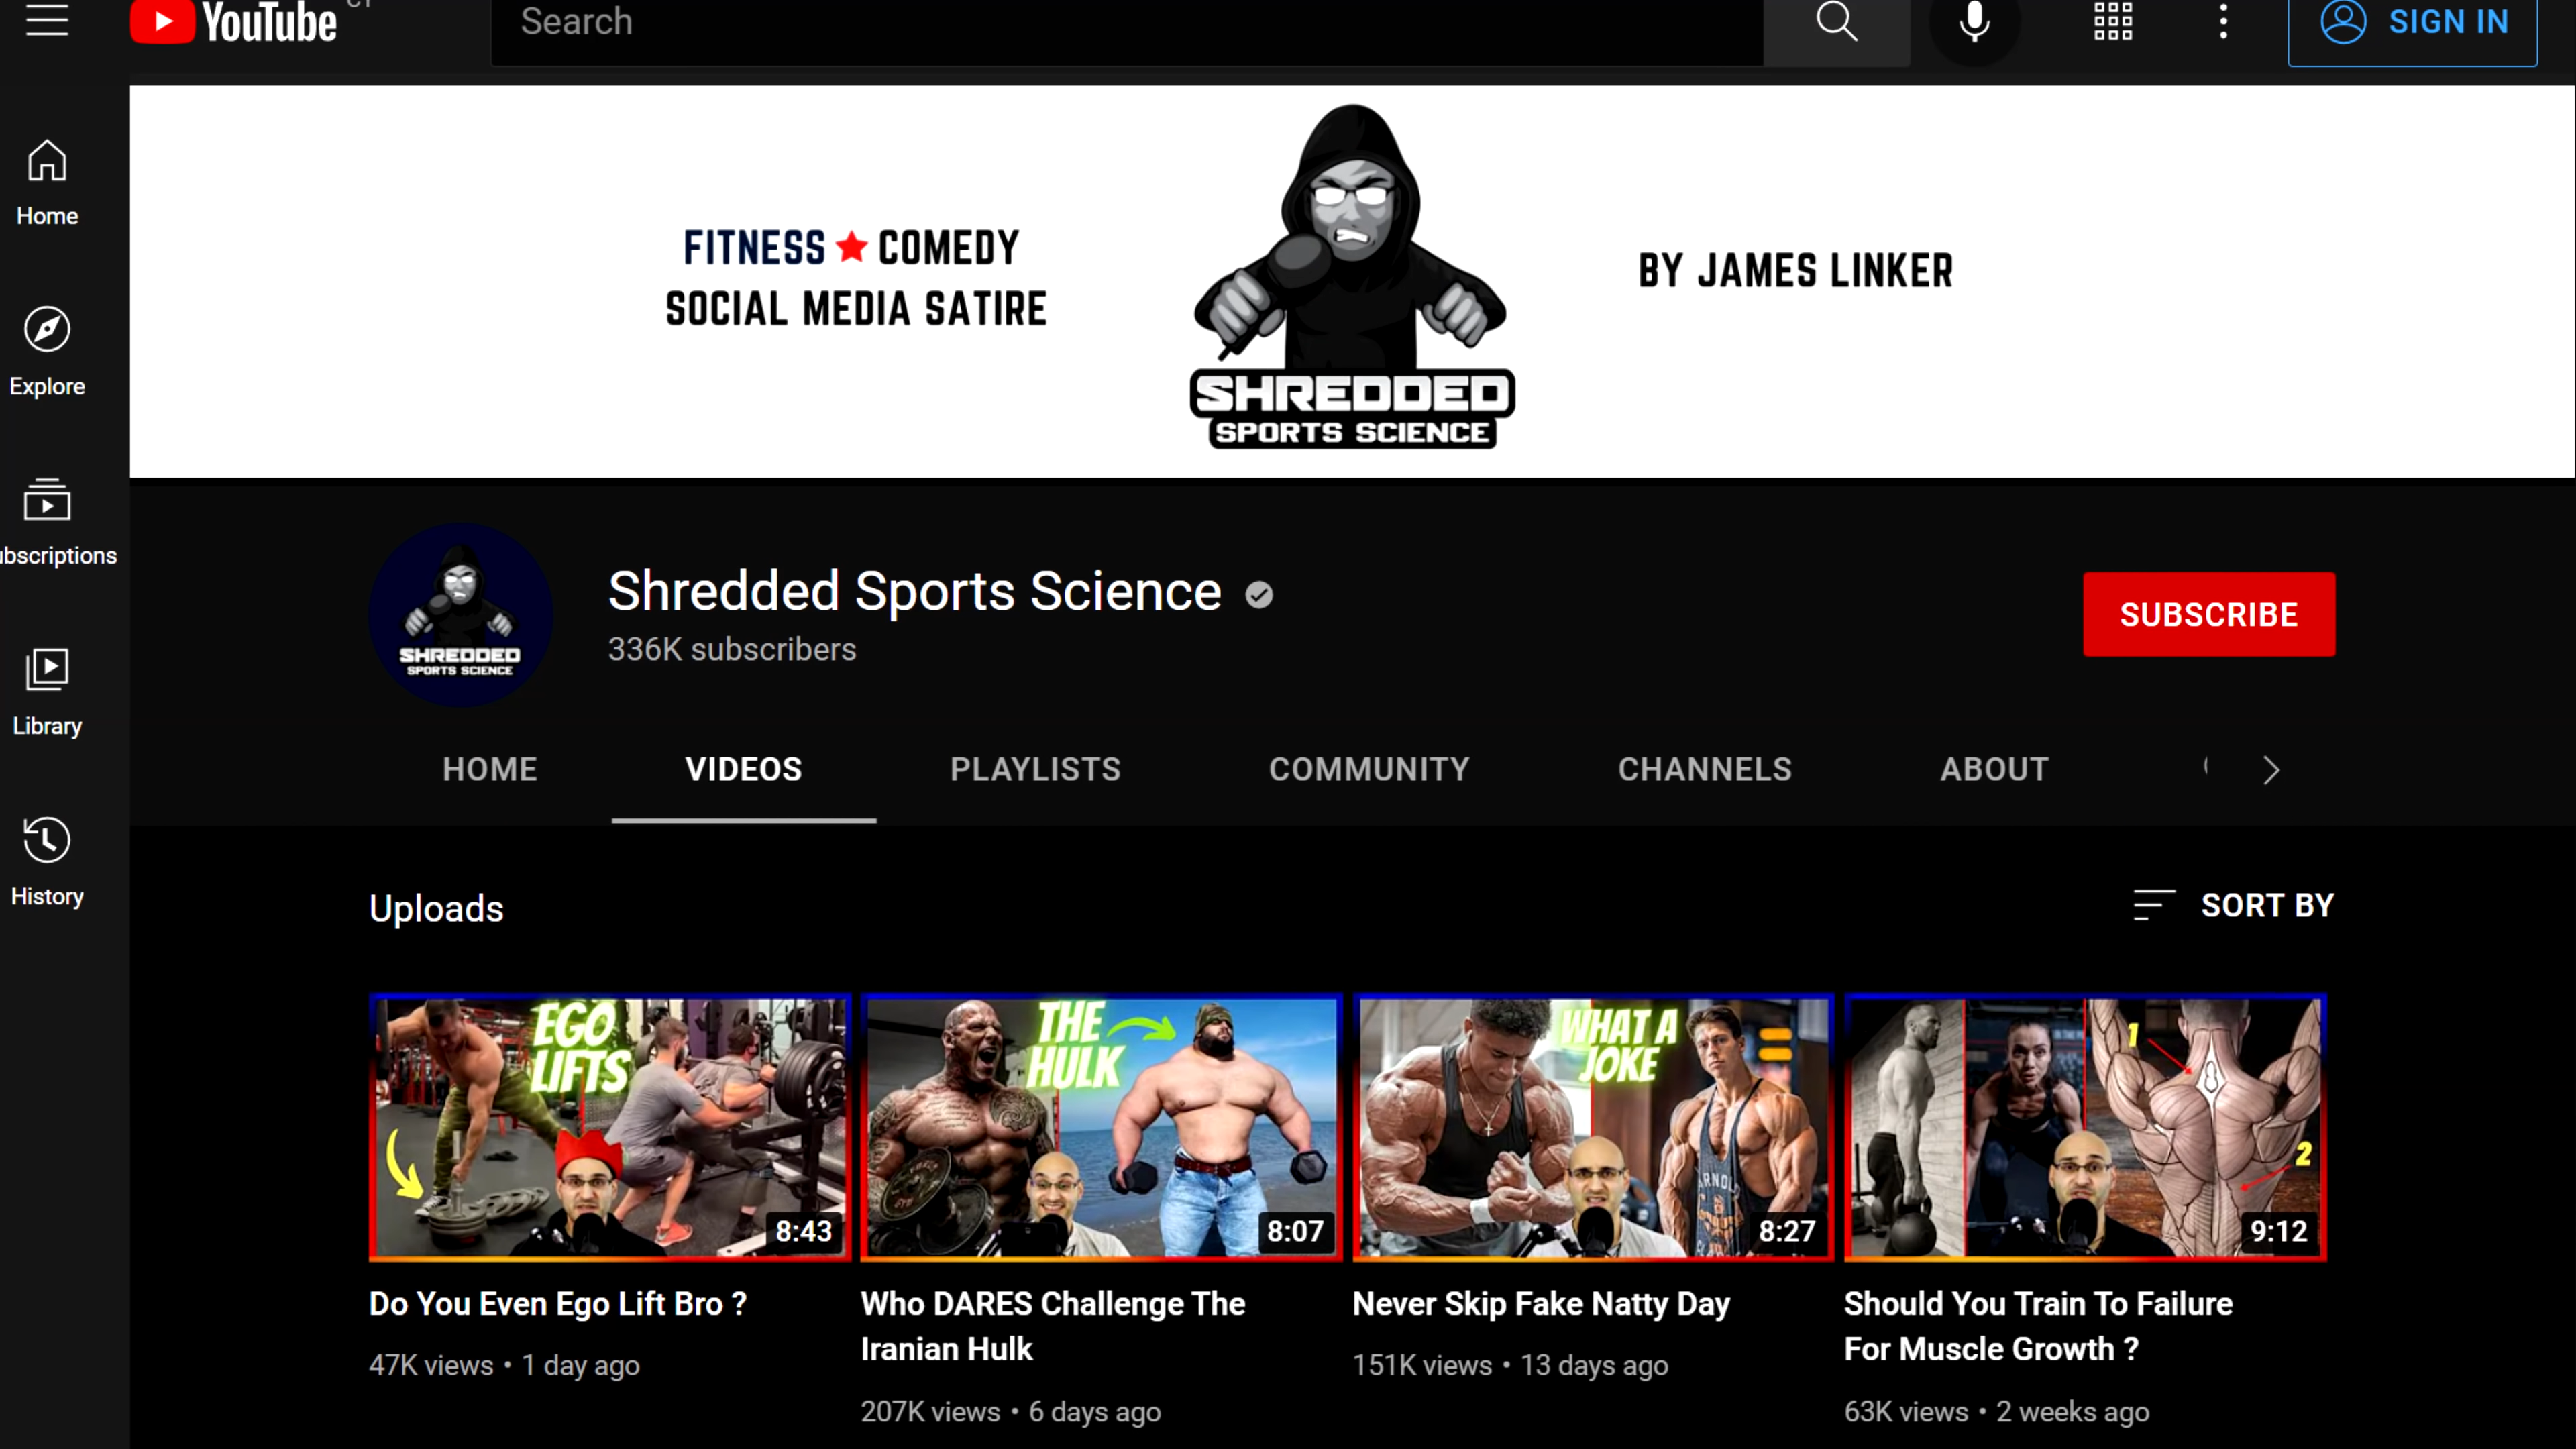 YouTube
CY
Search
SIGN IN
Home
Explore
ubscriptions
Library
History
FITNESS ★ COMEDY
SOCIAL MEDIA SATIRE
BY JAMES LINKER
SHREDDED
SPORTS SCIENCE
SHREDDED
SPORTS SCIENCE
Shredded Sports Science
336K subscribers
SUBSCRIBE
HOME VIDEOS PLAYLISTS COMMUNITY CHANNELS ABOUT
Uploads
SORT BY
EGO
LIFTS
8:43
THE
HULK
8:07
WHAT A
JOKE
8:27
1
2
9:12
Do You Even Ego Lift Bro ?
47K views • 1 day ago
Who DARES Challenge The
Iranian Hulk
207K views • 6 days ago
Never Skip Fake Natty Day
151K views • 13 days ago
Should You Train To Failure
For Muscle Growth ?
63K views • 2 weeks ago